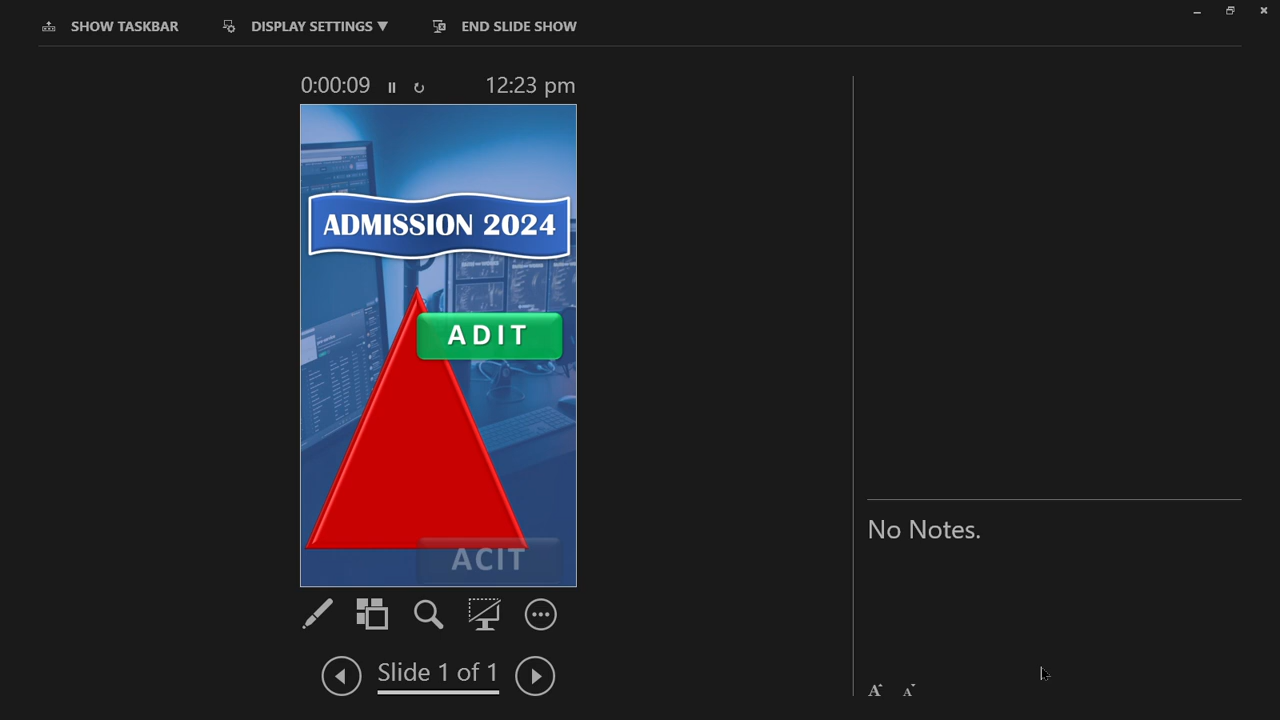 SHOW TASKBAR
DISPLAY SETTINGS ▼
END SLIDE SHOW
0:00:09
12:23 pm
ADMISSION 2024
ADIT
ACIT
Slide 1 of 1
No Notes.
A A